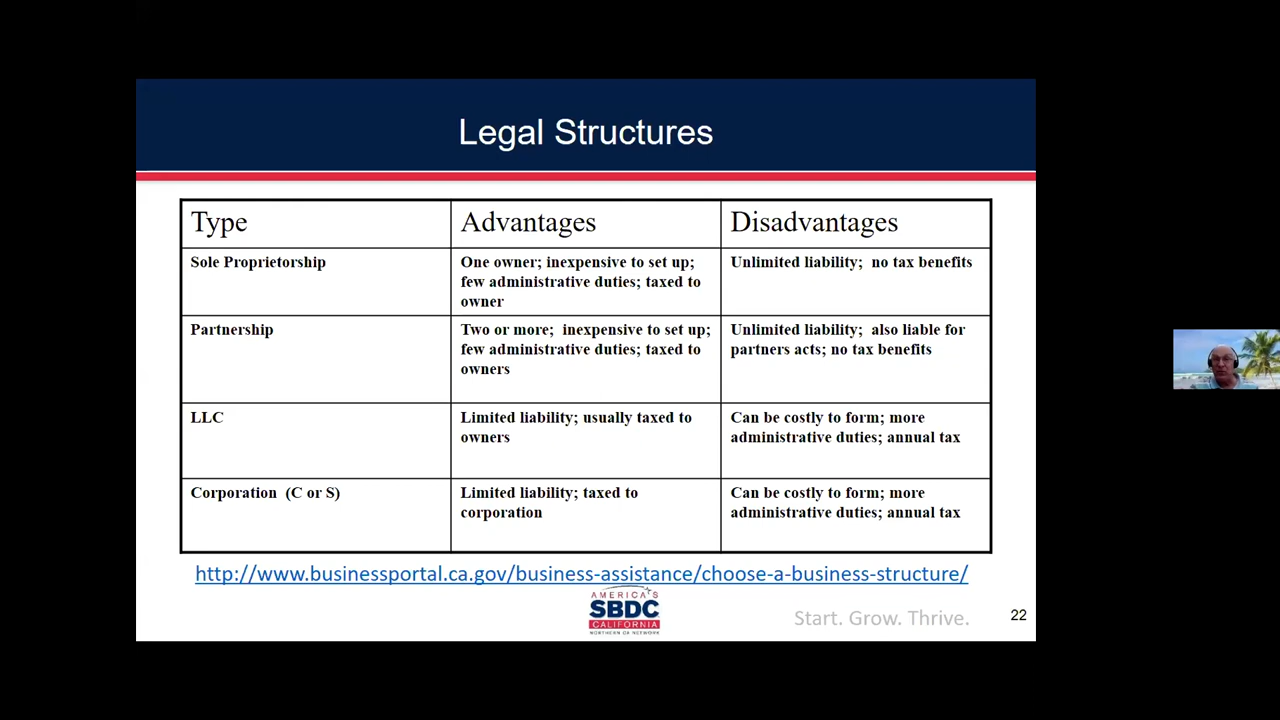 Legal Structures
Type
Advantages
Disadvantages
Sole Proprietorship
One owner; inexpensive to set up;
few administrative duties; taxed to
owner
Unlimited liability; no tax benefits
Partnership
Two or more; inexpensive to set up;
few administrative duties; taxed to
owners
Unlimited liability; also liable for
partners acts; no tax benefits
LLC
Limited liability; usually taxed to
owners
Can be costly to form; more
administrative duties; annual tax
Corporation (C or S)
Limited liability; taxed to
corporation
Can be costly to form; more
administrative duties; annual tax
http://www.businessportal.ca.gov/business-assistance/choose-a-business-structure/
AMERICA'S
SBDC
CALIFORNIA
NORTHERN CA NETWORK
Start. Grow. Thrive.
22